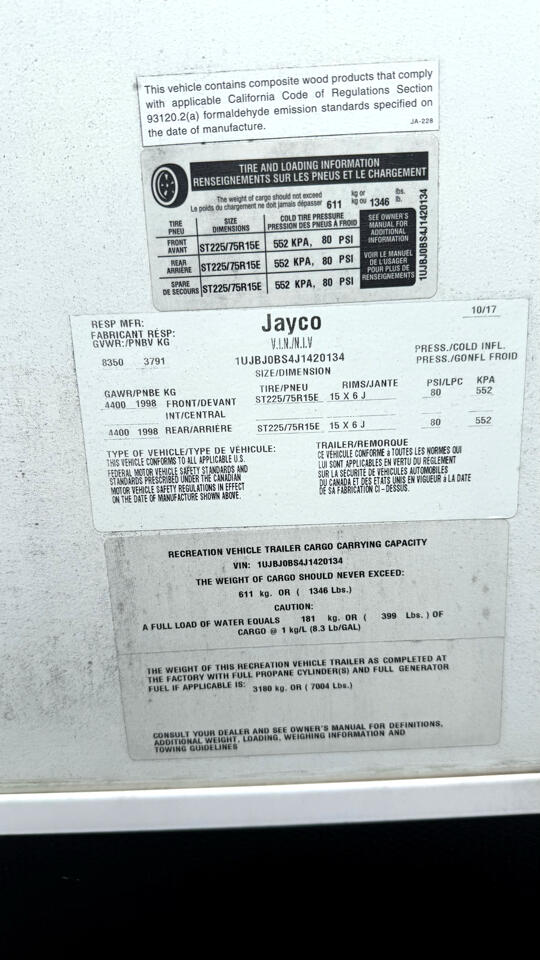 This vehicle contains composite wood products that comply
with applicable California Code of Regulations Section
93120.2(a) formaldehyde emission standards specified on
the date of manufacture.
JA-228
TIRE AND LOADING INFORMATION
RENSEIGNEMENTS SUR LES PNEUS ET LE CHARGEMENT
The weight of cargo should not exceed
Le poids du chargement ne doit jamais dépasser 611 kg or kg ou 1346 lbs. lb.
TIRE PNEU SIZE DIMENSIONS COLD TIRE PRESSURE PRESSION DES PNEUS À FROID
FRONT AVANT ST225/75R15E 552 KPA, 80 PSI
REAR ARRIÈRE ST225/75R15E 552 KPA, 80 PSI
SPARE DE SECOURS ST225/75R15E 552 KPA, 80 PSI
SEE OWNER'S
MANUAL FOR
ADDITIONAL
INFORMATION
VOIR LE MANUEL
DE L'USAGER
POUR PLUS DE
RENSEIGNEMENTS
1UJBJ0BS4J1420134
RESP MFR:
FABRICANT RESP:
GVWR:/PNBV KG
8350 3791
Jayco
V.I.N./N.I.V
1UJBJ0BS4J1420134
SIZE/DIMENSION
10/17
PRESS./COLD INFL.
PRESS./GONFL FROID
GAWR/PNBE KG TIRE/PNEU RIMS/JANTE PSI/LPC KPA
4400 1998 FRONT/DEVANT ST225/75R15E 15 X 6 J 80 552
INT/CENTRAL
4400 1998 REAR/ARRIÈRE ST225/75R15E 15 X 6 J 80 552
TYPE OF VEHICLE/TYPE DE VÉHICULE: TRAILER/REMORQUE
THIS VEHICLE CONFORMS TO ALL APPLICABLE U.S.
FEDERAL MOTOR VEHICLE SAFETY STANDARDS AND
STANDARDS PRESCRIBED UNDER THE CANADIAN
MOTOR VEHICLE SAFETY REGULATIONS IN EFFECT
ON THE DATE OF MANUFACTURE SHOWN ABOVE.
CE VÉHICULE CONFORME à TOUTES LES NORMES QUI
LUI SONT APPLICABLES EN VERTU DU REGLEMENT
SUR LA SÉCURITÉ DE VÉHICULES AUTOMOBILES
DU CANADA ET DES ETATS UNIS EN VIGUEUR à LA DATE
DE SA FABRICATION CI-DESSUS.
RECREATION VEHICLE TRAILER CARGO CARRYING CAPACITY
VIN: 1UJBJ0BS4J1420134
THE WEIGHT OF CARGO SHOULD NEVER EXCEED:
611 kg. OR ( 1346 Lbs.)
CAUTION:
A FULL LOAD OF WATER EQUALS 181 kg. OR ( 399 Lbs.) OF
CARGO @ 1 kg/L (8.3 Lb/GAL)
THE WEIGHT OF THIS RECREATION VEHICLE TRAILER AS COMPLETED AT
THE FACTORY WITH FULL PROPANE CYLINDER(S) AND FULL GENERATOR
FUEL IF APPLICABLE IS: 3180 kg. OR (7004 Lbs.)
CONSULT YOUR DEALER AND SEE OWNER'S MANUAL FOR DEFINITIONS,
ADDITIONAL WEIGHT, LOADING, WEIGHING INFORMATION AND
TOWING GUIDELINES